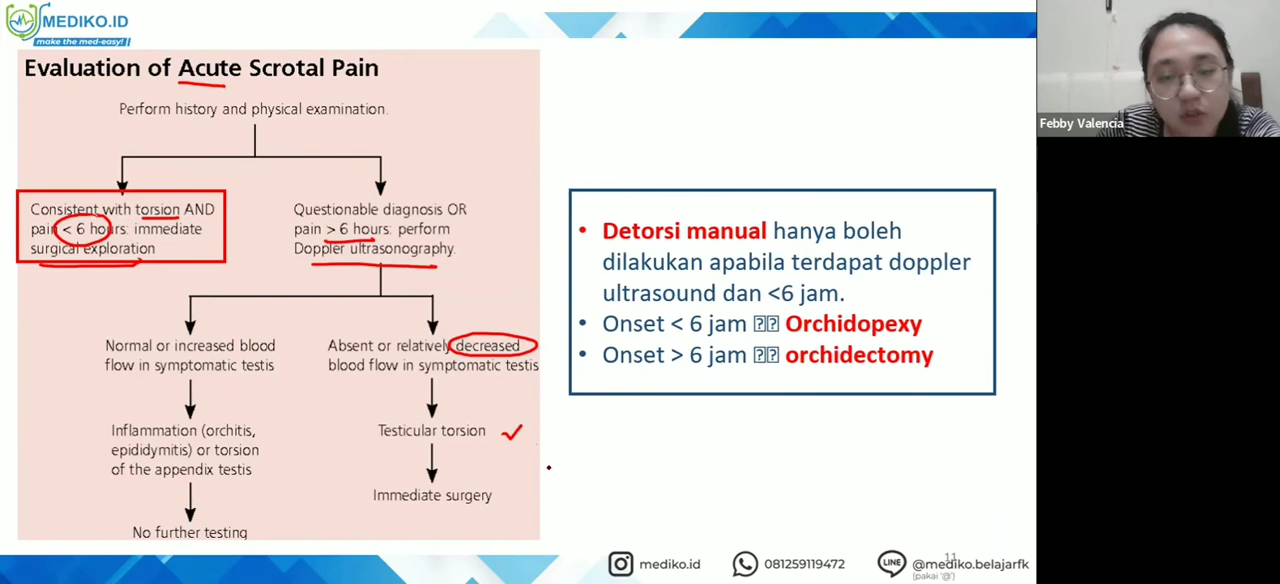 MEDIKO.ID
make the med-easy!
Evaluation of Acute Scrotal Pain
Perform history and physical examination.
Consistent with torsion AND
pain < 6 hours: immediate
surgical exploration
Questionable diagnosis OR
pain > 6 hours: perform
Doppler ultrasonography.
Normal or increased blood
flow in symptomatic testis
Absent or relatively decreased
blood flow in symptomatic testis
Inflammation (orchitis,
epididymitis) or torsion
of the appendix testis
Testicular torsion
Immediate surgery
No further testing
• Detorsi manual hanya boleh
dilakukan apabila terdapat doppler
ultrasound dan <6 jam.
• Onset < 6 jam Orchidopexy
• Onset > 6 jam orchidectomy
Febby Valencia
mediko.id
081259119472
LINE
@mediko.belajarfk
(pakai '@')
11